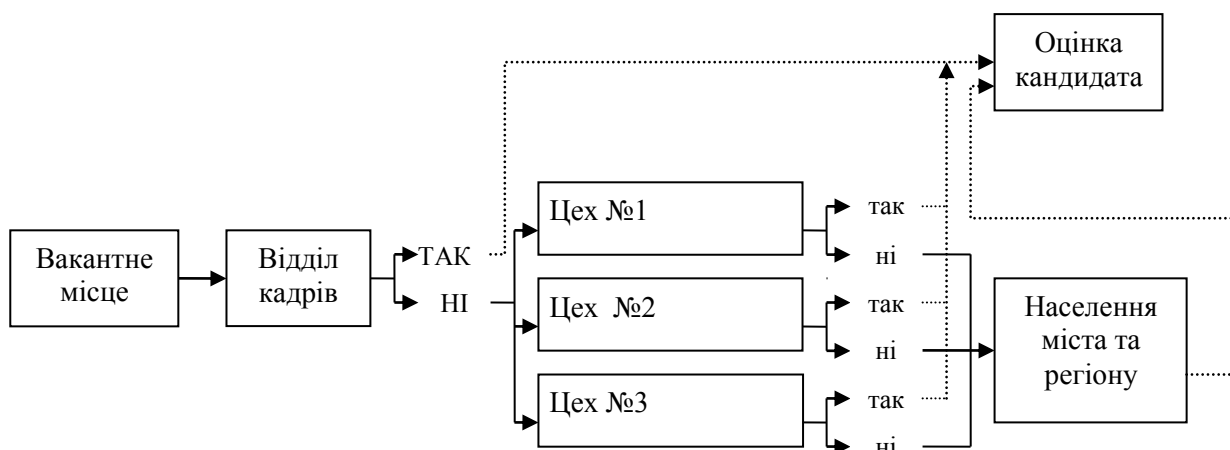 Оцінка
кандидата
Вакантне
місце
Відділ
кадрів
ТАК
НІ
Цех №1
так
ні
Цех №2
так
ні
Цех №3
так
ні
Населення
міста та
регіону